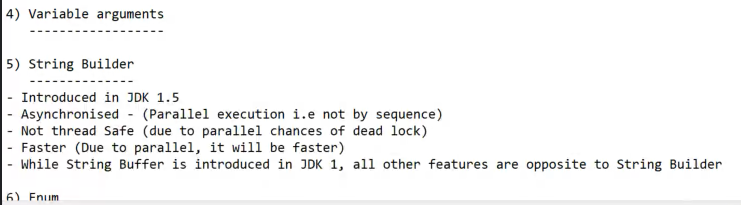 4) Variable arguments
------------------
5) String Builder
--------------
- Introduced in JDK 1.5
- Asynchronised - (Parallel execution i.e not by sequence)
- Not thread Safe (due to parallel chances of dead lock)
- Faster (Due to parallel, it will be faster)
- While String Buffer is introduced in JDK 1, all other features are opposite to String Builder
6) Enum